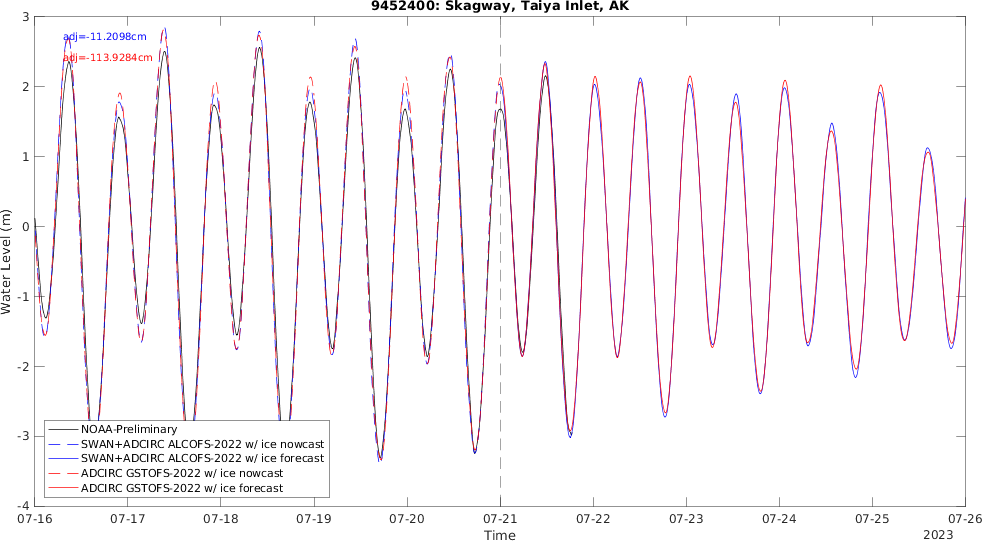 9452400: Skagway, Taiya Inlet, AK
adj=-11.2098cm
adj=-113.9284cm
Water Level (m)
3
2
1
0
-1
-2
-3
-4
NOAA-Preliminary
SWAN+ADCIRC ALCOFS-2022 w/ ice nowcast
SWAN+ADCIRC ALCOFS-2022 w/ ice forecast
ADCIRC GSTOFS-2022 w/ ice nowcast
ADCIRC GSTOFS-2022 w/ ice forecast
07-16 07-17 07-18 07-19 07-20 07-21 07-22 07-23 07-24 07-25 07-26
Time
2023